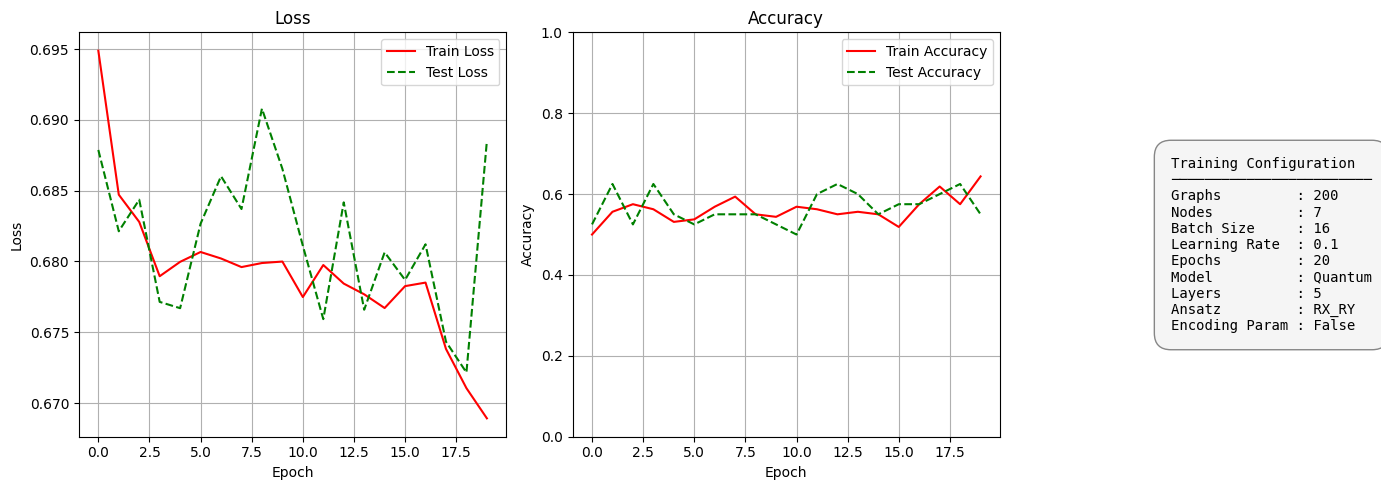 Loss
0.695
0.690
0.685
0.680
0.675
0.670
Loss
Train Loss
Test Loss
0.0 2.5 5.0 7.5 10.0 12.5 15.0 17.5
Epoch
Accuracy
1.0
0.8
0.6
0.4
0.2
0.0
Accuracy
Train Accuracy
Test Accuracy
0.0 2.5 5.0 7.5 10.0 12.5 15.0 17.5
Epoch
Training Configuration
Graphs : 200
Nodes : 7
Batch Size : 16
Learning Rate : 0.1
Epochs : 20
Model : Quantum
Layers : 5
Ansatz : RX_RY
Encoding Param : False